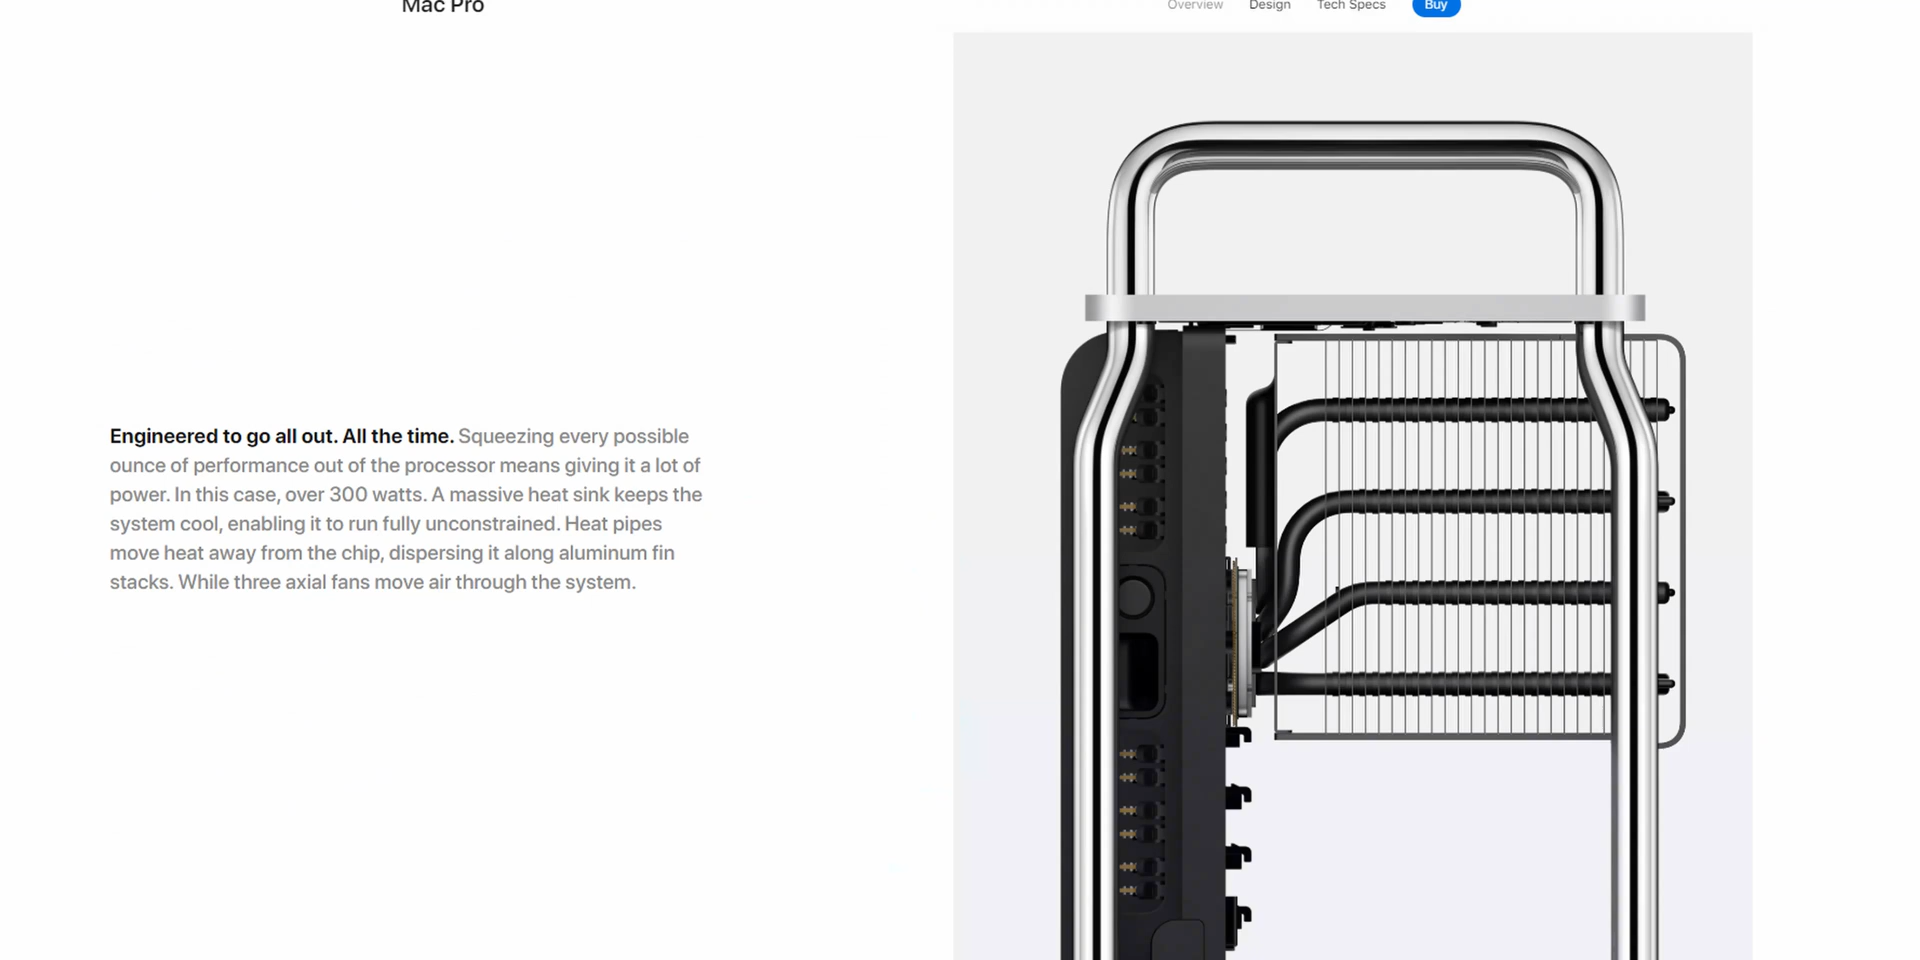 Mac Pro
Overview Design Tech Specs Buy
Engineered to go all out. All the time. Squeezing every possible
ounce of performance out of the processor means giving it a lot of
power. In this case, over 300 watts. A massive heat sink keeps the
system cool, enabling it to run fully unconstrained. Heat pipes
move heat away from the chip, dispersing it along aluminum fin
stacks. While three axial fans move air through the system.